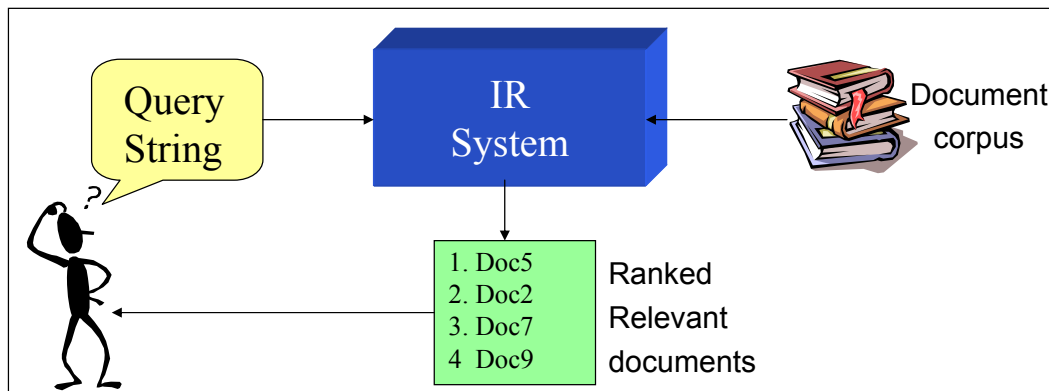 Query
String
?
IR
System
Document
corpus
1. Doc5
2. Doc2
3. Doc7
4 Doc9
Ranked
Relevant
documents